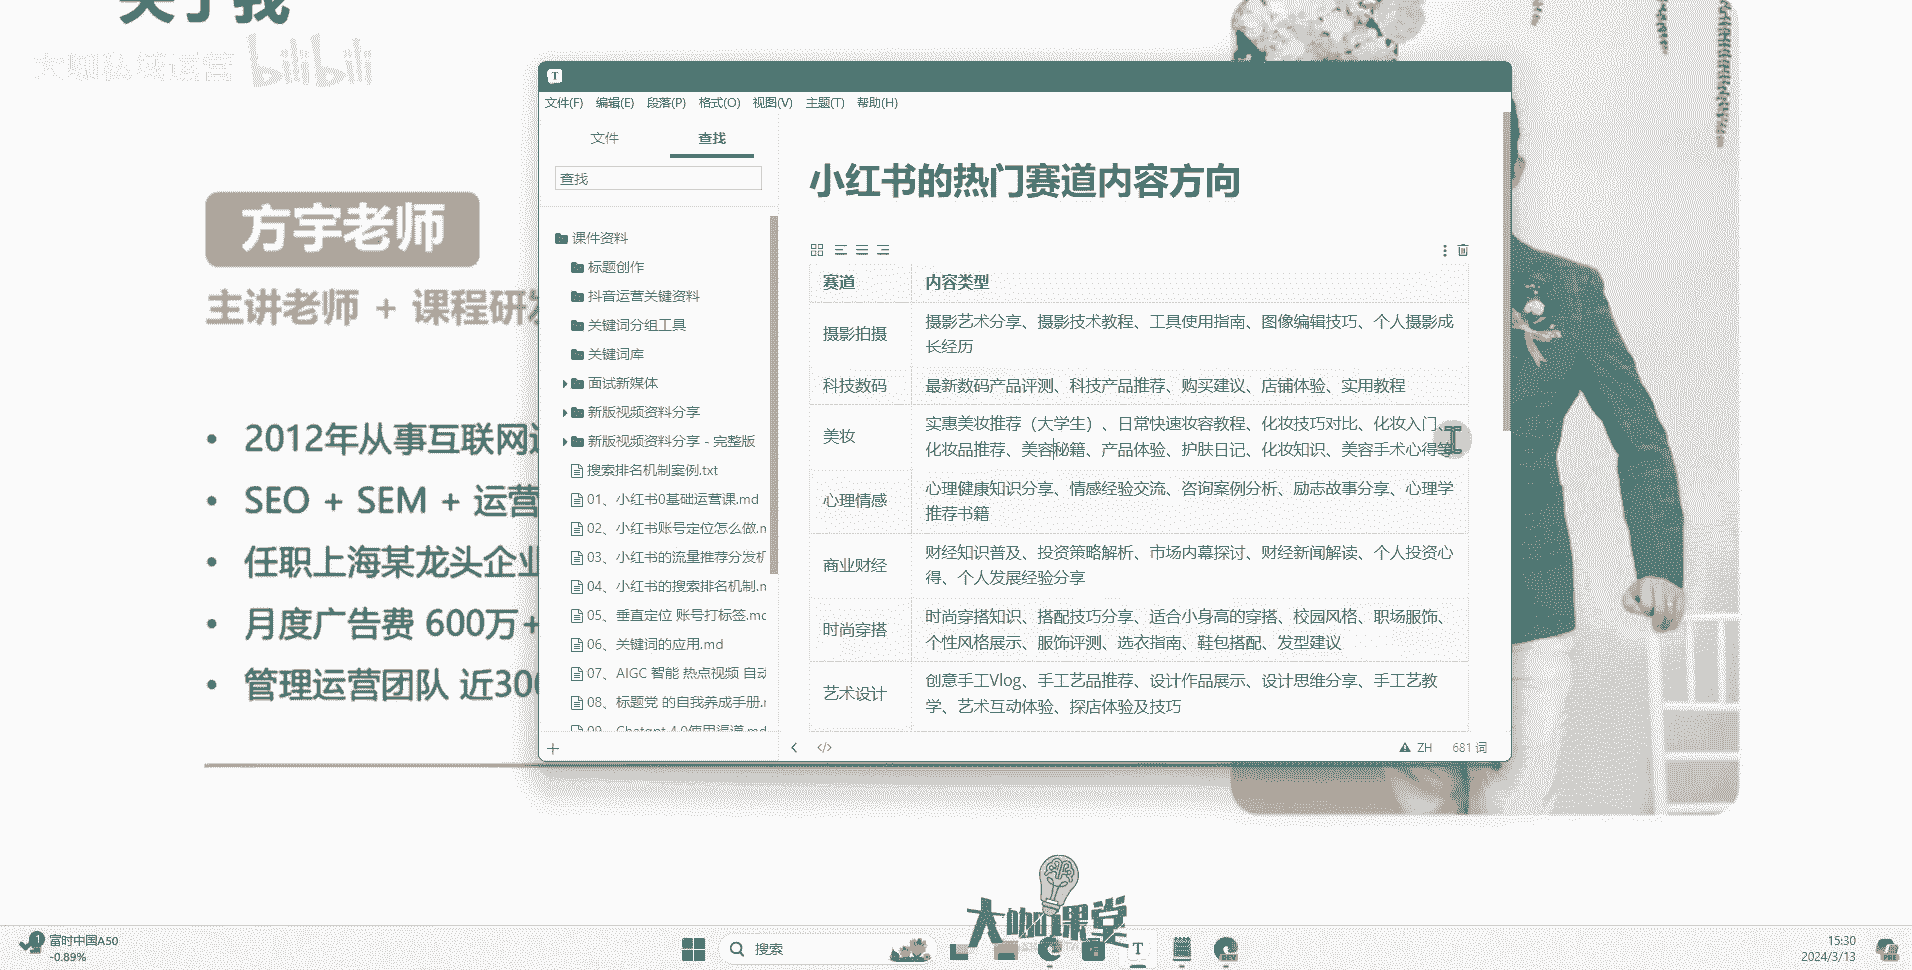 关于我
大咖私域运营 bilibili
方宇老师
主讲老师 + 课程研发
2012年从事互联网
SEO + SEM + 运营
任职上海某龙头企业
月度广告费 600万+
管理运营团队 近300
T
文件(F) 编辑(E) 段落(P) 格式(O) 视图(V) 主题(T) 帮助(H)
文件 查找
查找
课件资料
标题创作
抖音运营关键资料
关键词分组工具
关键词库
面试新媒体
新版视频资料分享
新版视频资料分享 - 完整版
搜索排名机制案例.txt
01、小红书0基础运营课.md
02、小红书账号定位怎么做.m
03、小红书的流量推荐分发机
04、小红书的搜索排名机制.m
05、垂直定位 账号打标签.mc
06、关键词的应用.md
07、AIGC 智能 热点视频 自动
08、标题党 的自我养成手册.r
09、Chatgpt 4.0使用渠道.md
小红书的热门赛道内容方向
赛道 内容类型
摄影拍摄 摄影艺术分享、摄影技术教程、工具使用指南、图像编辑技巧、个人摄影成
长经历
科技数码 最新数码产品评测、科技产品推荐、购买建议、店铺体验、实用教程
美妆 实惠美妆推荐（大学生）、日常快速妆容教程、化妆技巧对比、化妆入门、
化妆品推荐、美容秘籍、产品体验、护肤日记、化妆知识、美容手术心得等
心理情感 心理健康知识分享、情感经验交流、咨询案例分析、励志故事分享、心理学
推荐书籍
商业财经 财经知识普及、投资策略解析、市场内幕探讨、财经新闻解读、个人投资心
得、个人发展经验分享
时尚穿搭 时尚穿搭知识、搭配技巧分享、适合小身高的穿搭、校园风格、职场服饰、
个性风格展示、服饰评测、选衣指南、鞋包搭配、发型建议
艺术设计 创意手工Vlog、手工艺品推荐、设计作品展示、设计思维分享、手工艺教
学、艺术互动体验、探店体验及技巧
ZH 681 词
大咖课堂
1 富时中国A50
-0.89%
搜索
T
DEV
15:30
2024/3/13
PRE